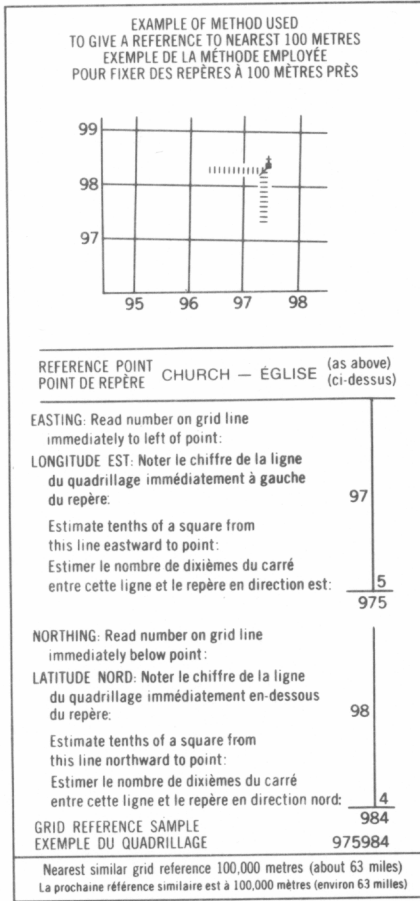 EXAMPLE OF METHOD USED
TO GIVE A REFERENCE TO NEAREST 100 METRES
EXEMPLE DE LA MÉTHODE EMPLOYÉE
POUR FIXER DES REPÈRES À 100 MÈTRES PRÈS
99
98
97
95 96 97 98
REFERENCE POINT
POINT DE REPÈRE
CHURCH — ÉGLISE
(as above)
(ci-dessus)
EASTING: Read number on grid line
immediately to left of point:
LONGITUDE EST: Noter le chiffre de la ligne
du quadrillage immédiatement à gauche
du repère: 97
Estimate tenths of a square from
this line eastward to point:
Estimer le nombre de dixièmes du carré
entre cette ligne et le repère en direction est: 5
975
NORTHING: Read number on grid line
immediately below point:
LATITUDE NORD: Noter le chiffre de la ligne
du quadrillage immédiatement en-dessous
du repère: 98
Estimate tenths of a square from
this line northward to point:
Estimer le nombre de dixièmes du carré
entre cette ligne et le repère en direction nord: 4
984
GRID REFERENCE SAMPLE
EXEMPLE DU QUADRILLAGE 975984
Nearest similar grid reference 100,000 metres (about 63 miles)
La prochaine référence similaire est à 100,000 mètres (environ 63 milles)